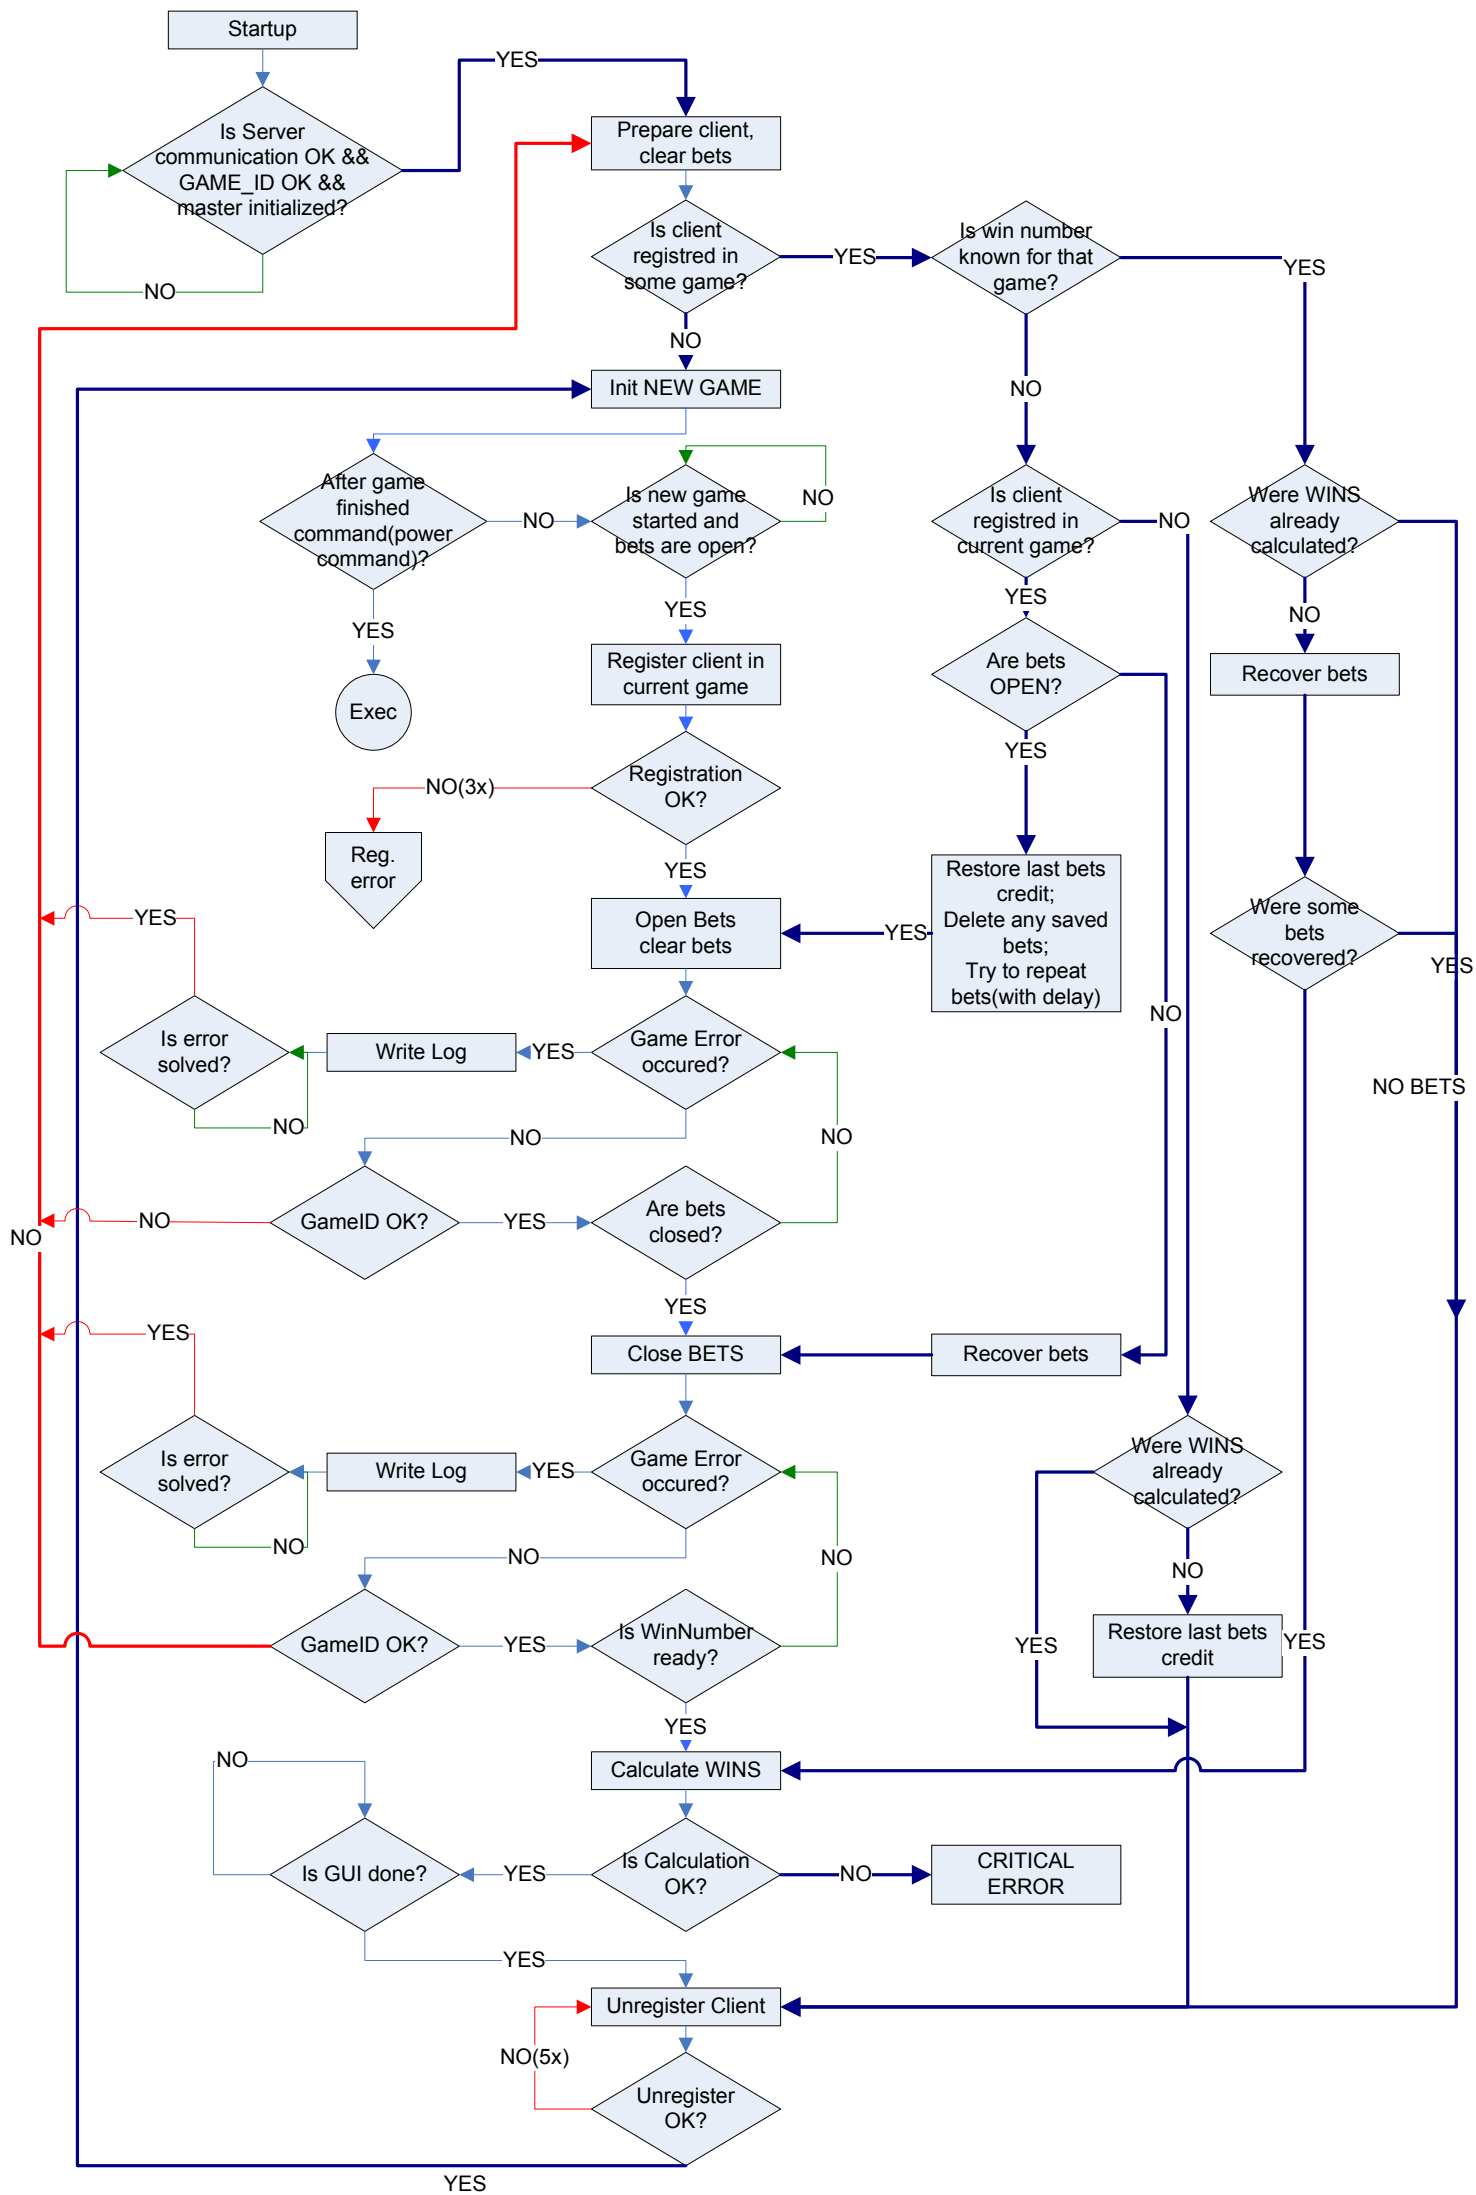 Startup
YES
Is Server
communication OK &&
GAME_ID OK &&
master initialized?
NO
Prepare client,
clear bets
Is client
registred in
some game?
YES
Is win number
known for that
game?
YES
NO
NO
Init NEW GAME
After game
finished
command(power
command)?
NO
Is new game
started and
bets are open?
NO
Is client
registred in
current game?
NO
Were WINS
already
calculated?
YES
YES
YES
NO
Exec
Register client in
current game
Are bets
OPEN?
Recover bets
YES
Registration
OK?
NO(3x)
Reg.
error
YES
Restore last bets
credit;
Delete any saved
bets;
Try to repeat
bets(with delay)
YES
Open Bets
clear bets
YES
Were some
bets
recovered?
YES
NO
Is error
solved?
Write Log
YES
Game Error
occured?
NO BETS
NO
NO
NO
GameID OK?
NO
YES
Are bets
closed?
NO
YES
YES
Close BETS
Recover bets
Is error
solved?
Write Log
YES
Game Error
occured?
Were WINS
already
calculated?
NO
NO
NO
NO
GameID OK?
YES
Is WinNumber
ready?
YES
Restore last bets
credit
YES
YES
NO
Calculate WINS
Is GUI done?
YES
Is Calculation
OK?
NO
CRITICAL
ERROR
YES
Unregister Client
NO(5x)
Unregister
OK?
YES